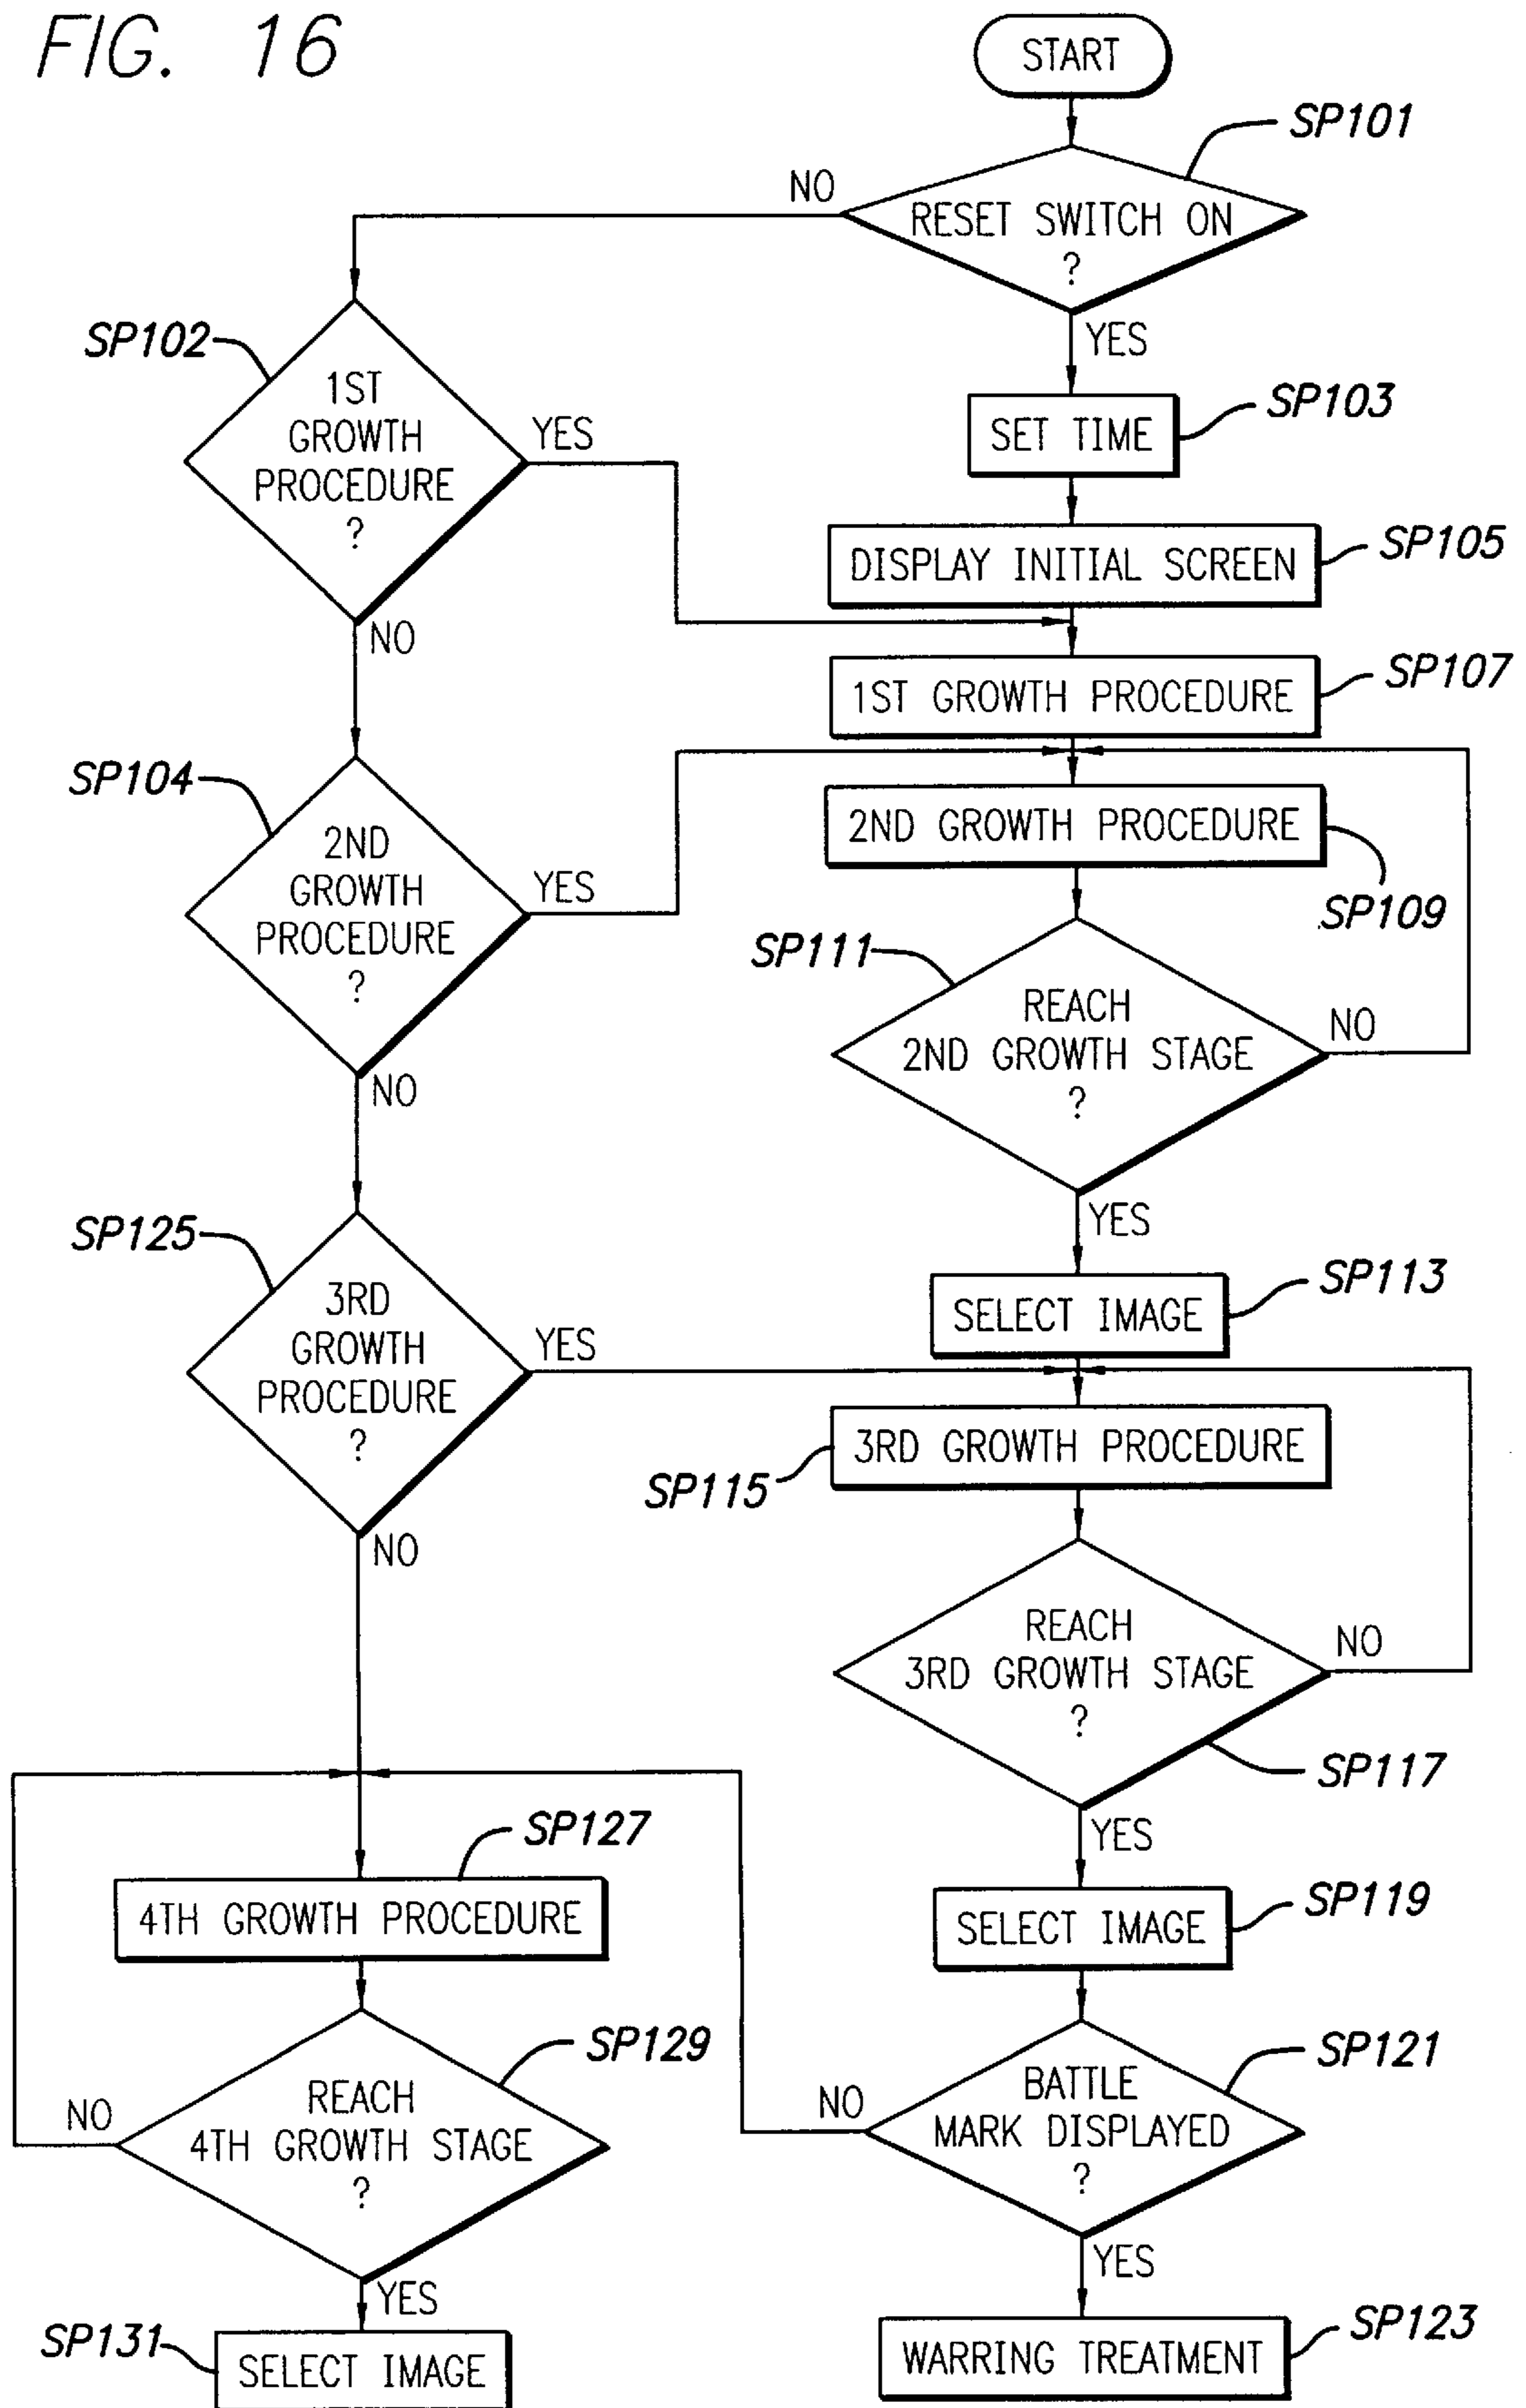 FIG. 16
START
SP101
NO
RESET SWITCH ON
?
YES
SP102
1ST
GROWTH
PROCEDURE
?
YES
NO
SP103
SET TIME
SP105
DISPLAY INITIAL SCREEN
SP107
1ST GROWTH PROCEDURE
SP104
2ND
GROWTH
PROCEDURE
?
YES
NO
2ND GROWTH PROCEDURE
SP109
SP111
REACH
2ND GROWTH STAGE
?
NO
YES
SP113
SELECT IMAGE
SP125
3RD
GROWTH
PROCEDURE
?
YES
NO
3RD GROWTH PROCEDURE
SP115
REACH
3RD GROWTH STAGE
?
NO
SP117
YES
SP119
SELECT IMAGE
SP127
4TH GROWTH PROCEDURE
SP129
REACH
4TH GROWTH STAGE
?
NO
YES
SP131
SELECT IMAGE
SP121
BATTLE
MARK DISPLAYED
?
NO
YES
SP123
WARRING TREATMENT